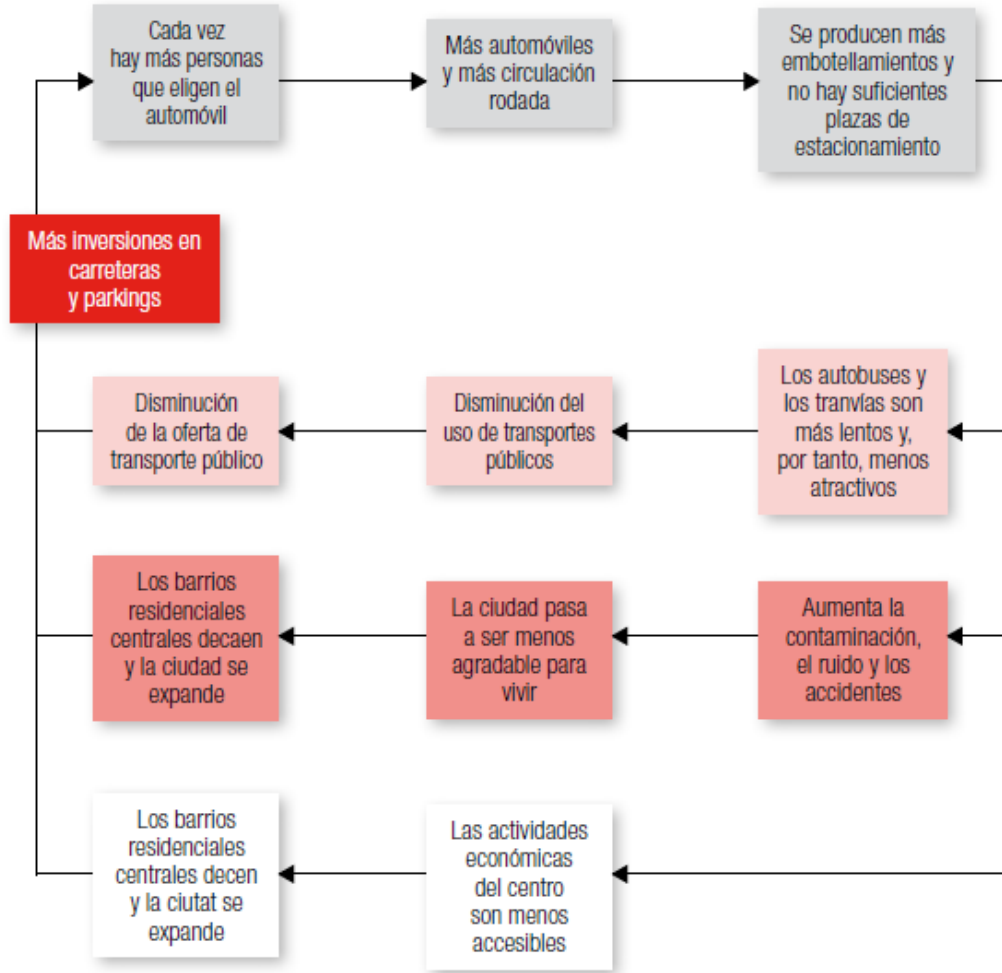 Cada vez
hay más personas
que eligen el
automóvil
Más automóviles
y más circulación
rodada
Se producen más
embotellamientos y
no hay suficientes
plazas de
estacionamiento
Más inversiones en
carreteras
y parkings
Disminución
de la oferta de
transporte público
Disminución del
uso de transportes
públicos
Los autobuses y
los tranvías son
más lentos y,
por tanto, menos
atractivos
Los barrios
residenciales
centrales decaen
y la ciudad se
expande
La ciudad pasa
a ser menos
agradable para
vivir
Aumenta la
contaminación,
el ruido y los
accidentes
Los barrios
residenciales
centrales decen
y la ciutat se
expande
Las actividades
económicas
del centro
son menos
accesibles